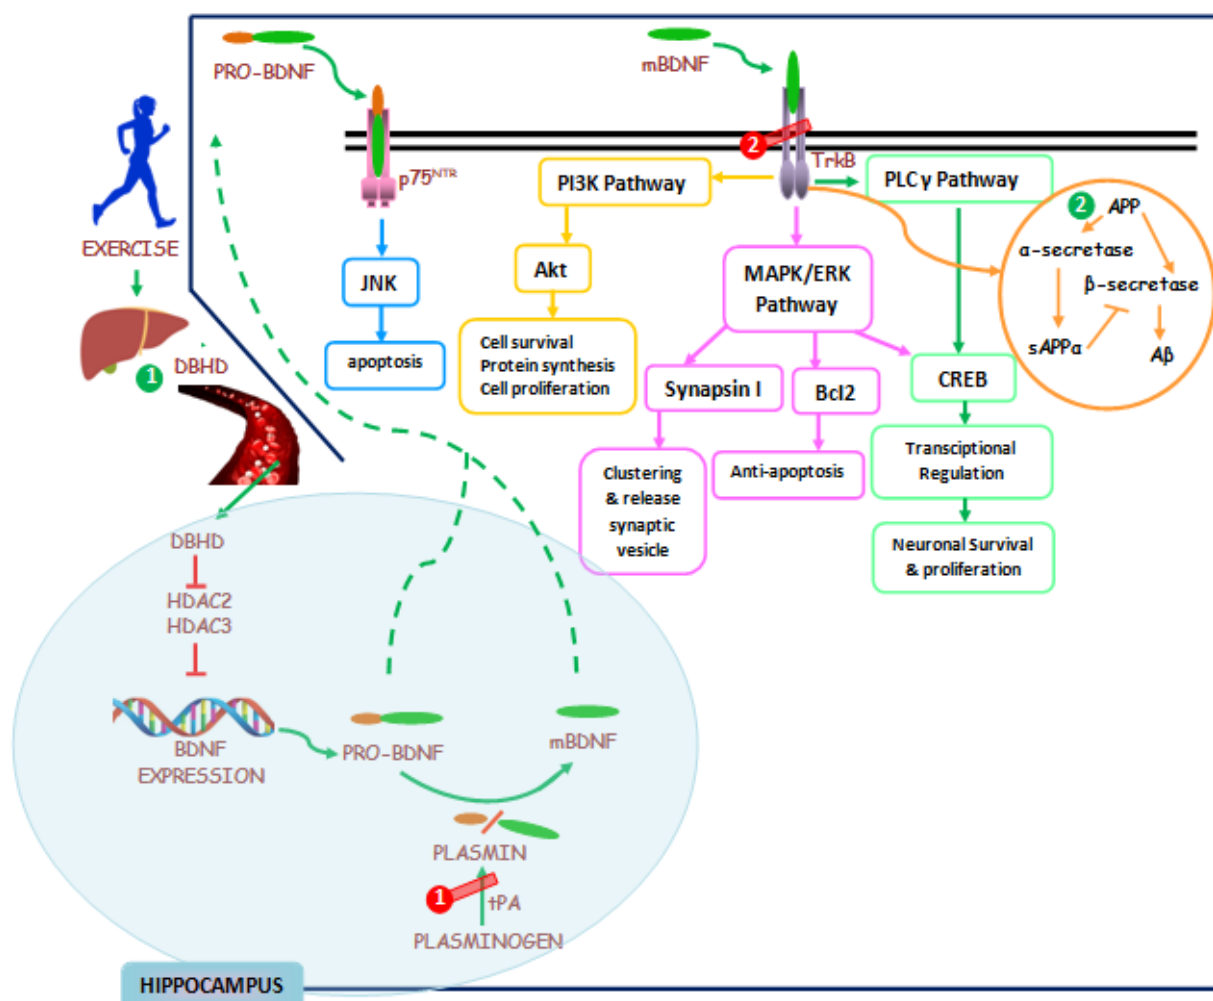 PRO-BDNF
mBDNF
2
TrkB
p75NTR
PI3K Pathway
PLCγ Pathway
2
APP
α-secretase
β-secretase
sAPPα
Aβ
EXERCISE
JNK
Akt
MAPK/ERK
Pathway
apoptosis
Cell survival
Protein synthesis
Cell proliferation
1
DBHD
Synapsin I
Bcl2
CREB
Clustering
& release
synaptic
vesicle
Anti-apoptosis
Transciptional
Regulation
Neuronal Survival
& proliferation
DBHD
HDAC2
HDAC3
BDNF
EXPRESSION
PRO-BDNF
mBDNF
PLASMIN
1
tPA
PLASMINOGEN
HIPPOCAMPUS